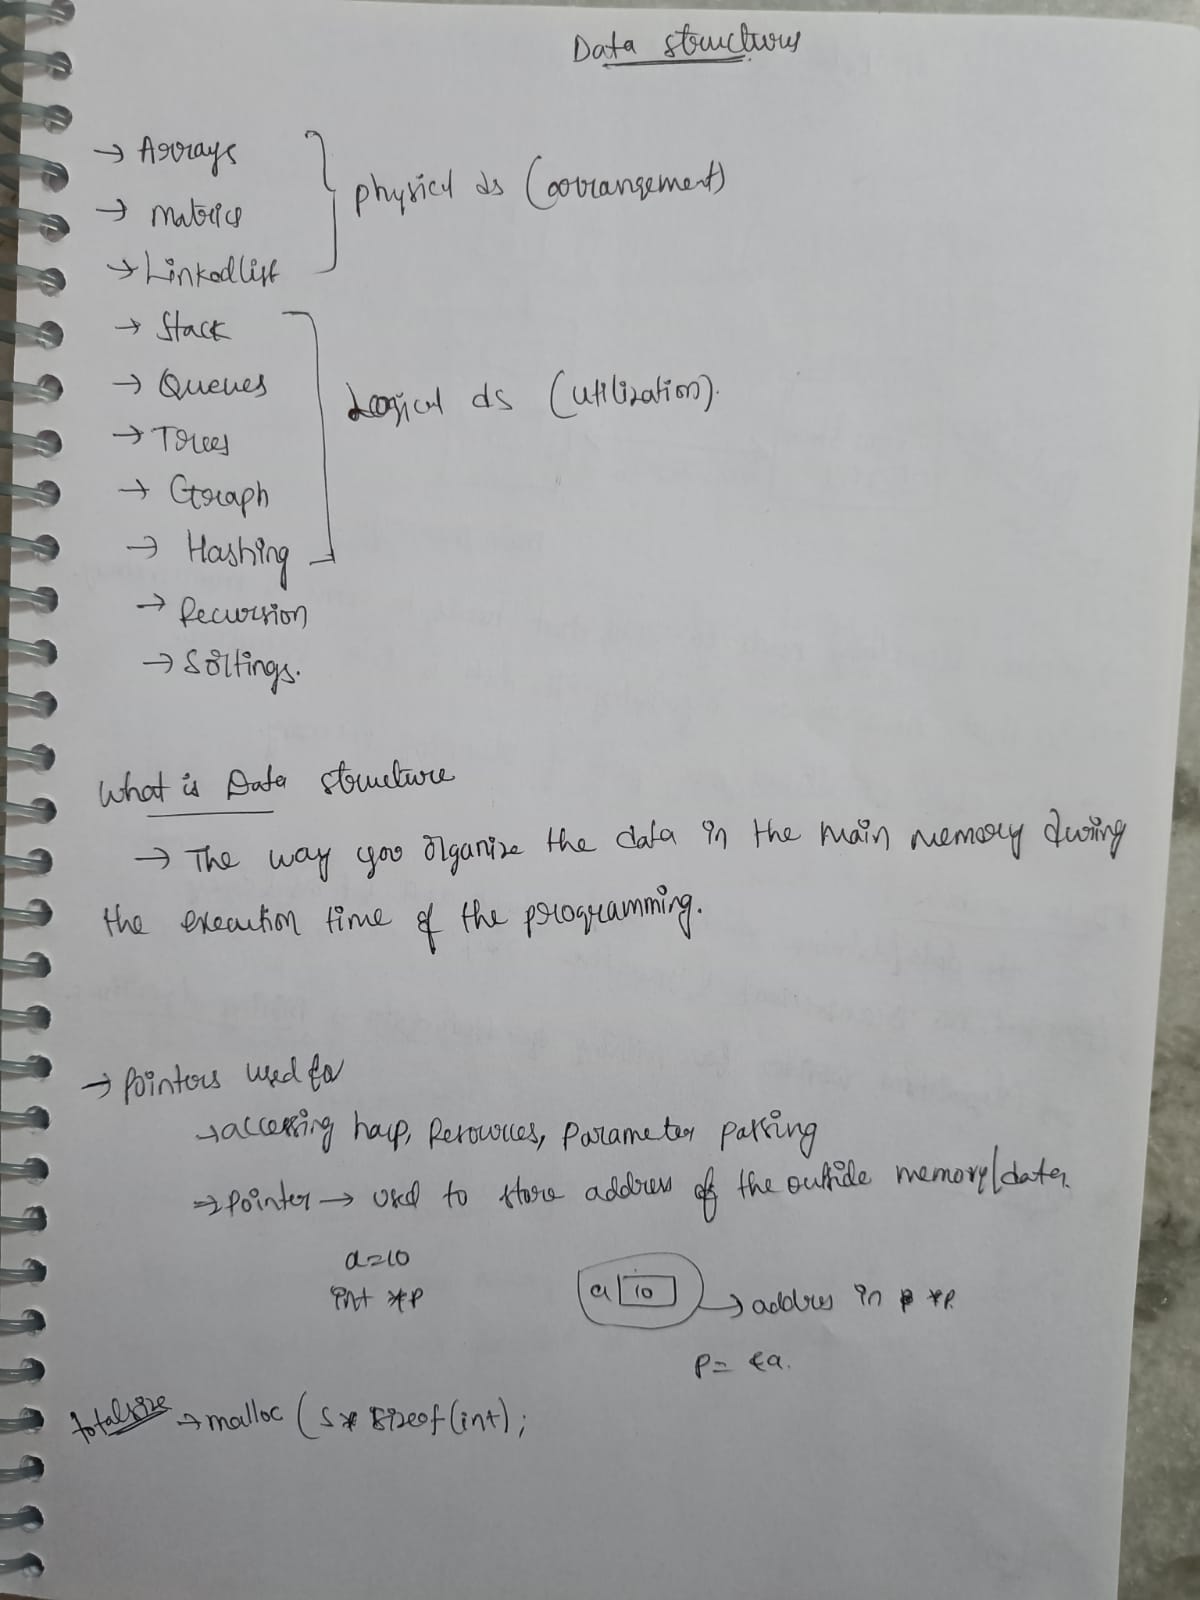 Data structures
→ Arrays
→ matrics
→ Linkedlist
physical ds (arrangement)
→ Stack
→ Queues
→ Trees
→ Graph
→ Hashing
Logical ds (utilization).
→ Recursion
→ Sortings.
What is Data structure
→ The way you organize the data in the main memory during
the execution time of the programming.
→ pointers used for
→ accessing heap, Resources, Parameter passing
⇒ Pointer → used to store address of the outside memory/data.
a=10
int *p
a 10 → addres in *p.
p= &a.
totalsize → malloc (5* sizeof(int);